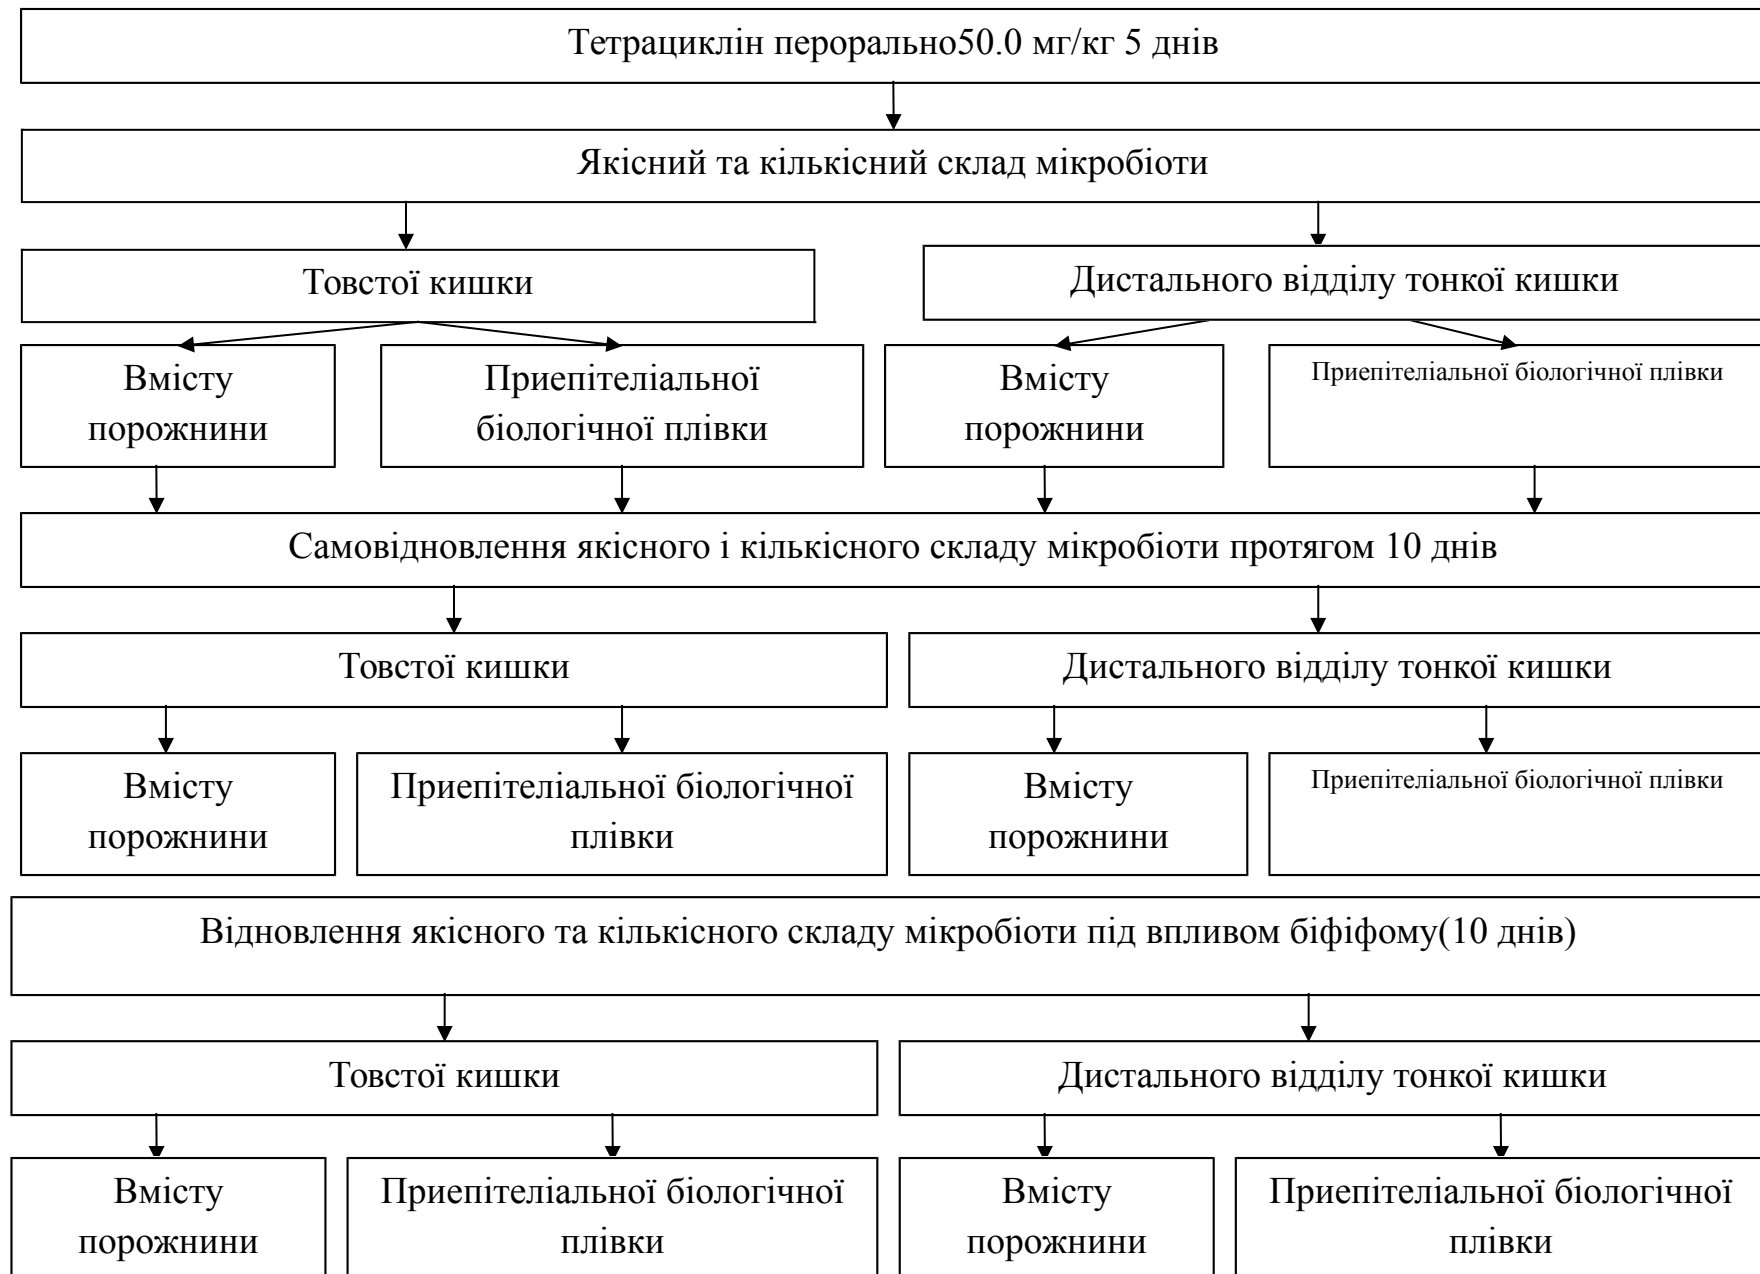 Тетрациклін перорально50.0 мг/кг 5 днів
Якісний та кількісний склад мікробіоти
Товстої кишки
Дистального відділу тонкої кишки
Вмісту
порожнини
Приепітеліальної
біологічної плівки
Вмісту
порожнини
Приепітеліальної біологічної плівки
Самовідновлення якісного і кількісного складу мікробіоти протягом 10 днів
Товстої кишки
Дистального відділу тонкої кишки
Вмісту
порожнини
Приепітеліальної біологічної
плівки
Вмісту
порожнини
Приепітеліальної біологічної плівки
Відновлення якісного та кількісного складу мікробіоти під впливом біфіфому(10 днів)
Товстої кишки
Дистального відділу тонкої кишки
Вмісту
порожнини
Приепітеліальної біологічної
плівки
Вмісту
порожнини
Приепітеліальної біологічної
плівки